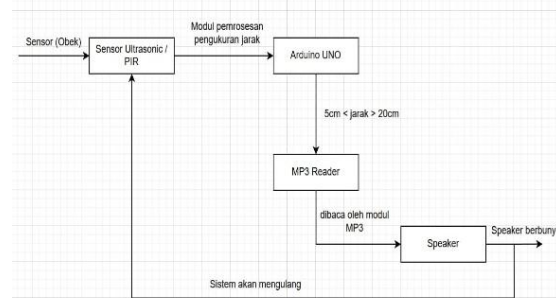 Sensor (Obek)
Sensor Ultrasonic /
PIR
Modul pemrosesan
pengukuran jarak
Arduino UNO
5cm < jarak > 20cm
MP3 Reader
dibaca oleh modul
MP3
Speaker
Speaker berbuny
Sistem akan mengulang